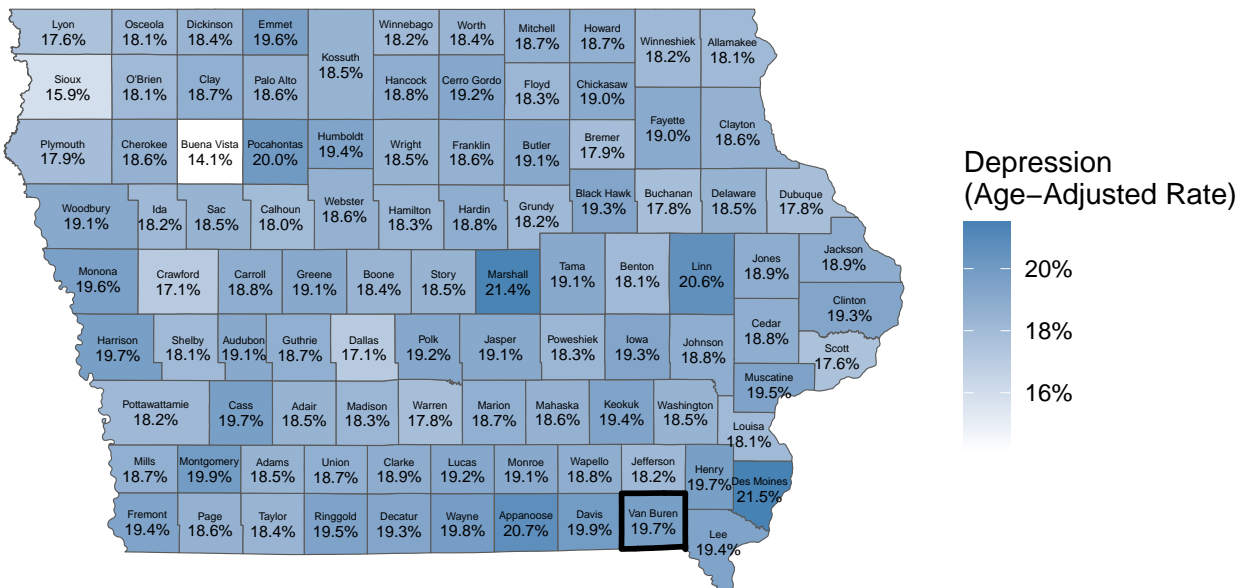 Lyon
17.6%
Osceola
18.1%
Dickinson
18.4%
Emmet
19.6%
Kossuth
18.5%
Winnebago
18.2%
Worth
18.4%
Mitchell
18.7%
Howard
18.7%
Winneshiek
18.2%
Allamakee
18.1%
Sioux
15.9%
O'Brien
18.1%
Clay
18.7%
Palo Alto
18.6%
Hancock
18.8%
Cerro Gordo
19.2%
Floyd
18.3%
Chickasaw
19.0%
Fayette
19.0%
Clayton
18.6%
Plymouth
17.9%
Cherokee
18.6%
Buena Vista
14.1%
Pocahontas
20.0%
Humboldt
19.4%
Wright
18.5%
Franklin
18.6%
Butler
19.1%
Bremer
17.9%
Woodbury
19.1%
Ida
18.2%
Sac
18.5%
Calhoun
18.0%
Webster
18.6%
Hamilton
18.3%
Hardin
18.8%
Grundy
18.2%
Black Hawk
19.3%
Buchanan
17.8%
Delaware
18.5%
Dubuque
17.8%
Monona
19.6%
Crawford
17.1%
Carroll
18.8%
Greene
19.1%
Boone
18.4%
Story
18.5%
Marshall
21.4%
Tama
19.1%
Benton
18.1%
Linn
20.6%
Jones
18.9%
Jackson
18.9%
Clinton
19.3%
Harrison
19.7%
Shelby
18.1%
Audubon
19.1%
Guthrie
18.7%
Dallas
17.1%
Polk
19.2%
Jasper
19.1%
Poweshiek
18.3%
Iowa
19.3%
Johnson
18.8%
Cedar
18.8%
Scott
17.6%
Muscatine
19.5%
Pottawattamie
18.2%
Cass
19.7%
Adair
18.5%
Madison
18.3%
Warren
17.8%
Marion
18.7%
Mahaska
18.6%
Keokuk
19.4%
Washington
18.5%
Louisa
18.1%
Mills
18.7%
Montgomery
19.9%
Adams
18.5%
Union
18.7%
Clarke
18.9%
Lucas
19.2%
Monroe
19.1%
Wapello
18.8%
Jefferson
18.2%
Henry
19.7%
Des Moines
21.5%
Fremont
19.4%
Page
18.6%
Taylor
18.4%
Ringgold
19.5%
Decatur
19.3%
Wayne
19.8%
Appanoose
20.7%
Davis
19.9%
Van Buren
19.7%
Lee
19.4%
Depression
(Age−Adjusted Rate)
20%
18%
16%